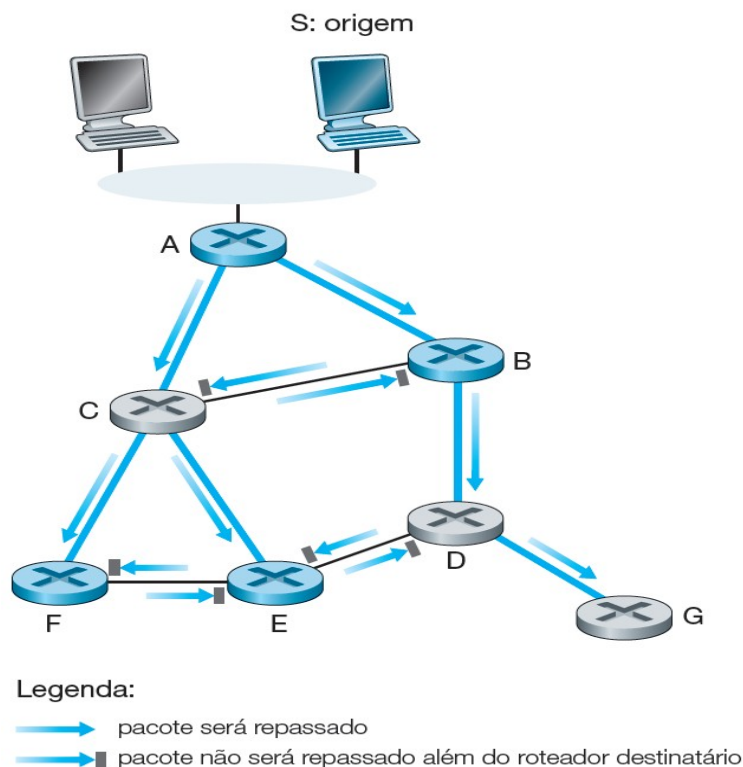 S: origem
A
B
C
D
F
E
G
Legenda:
pacote será repassado
pacote não será repassado além do roteador destinatário